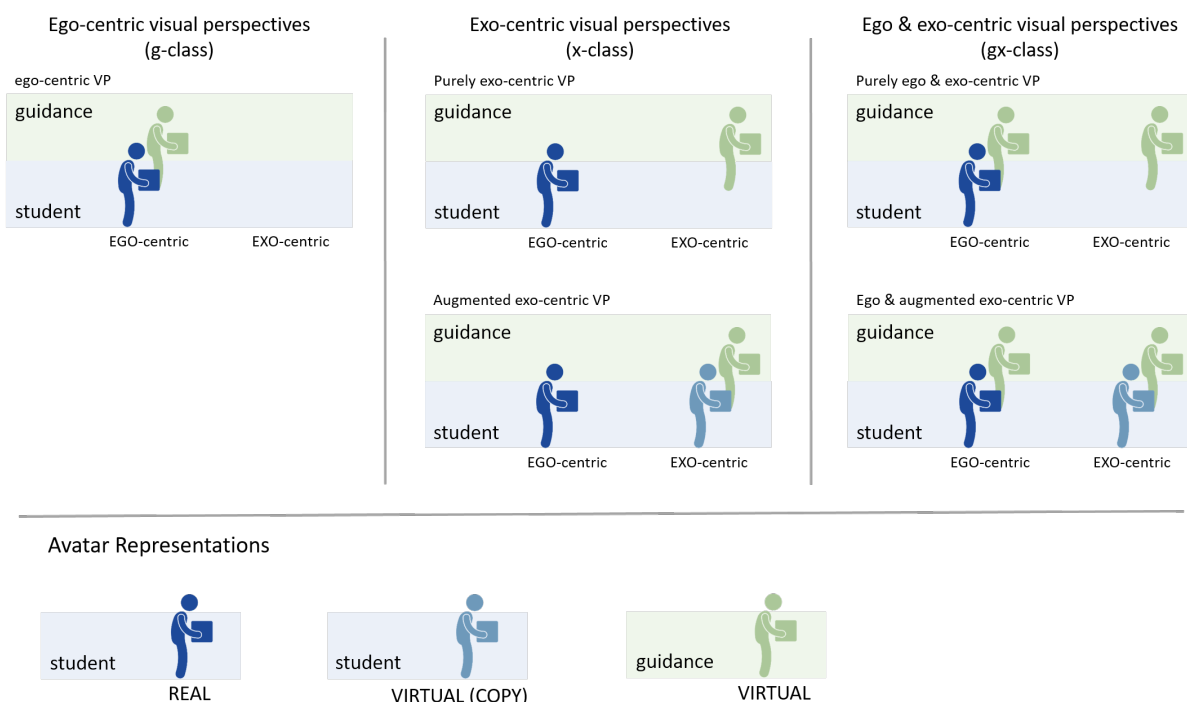 Ego-centric visual perspectives
(g-class)
ego-centric VP
guidance
student
EGO-centric EXO-centric
Exo-centric visual perspectives
(x-class)
Purely exo-centric VP
guidance
student
EGO-centric EXO-centric
Augmented exo-centric VP
guidance
student
EGO-centric EXO-centric
Ego & exo-centric visual perspectives
(gx-class)
Purely ego & exo-centric VP
guidance
student
EGO-centric EXO-centric
Ego & augmented exo-centric VP
guidance
student
EGO-centric EXO-centric
Avatar Representations
student
REAL
student
VIRTUAL (COPY)
guidance
VIRTUAL